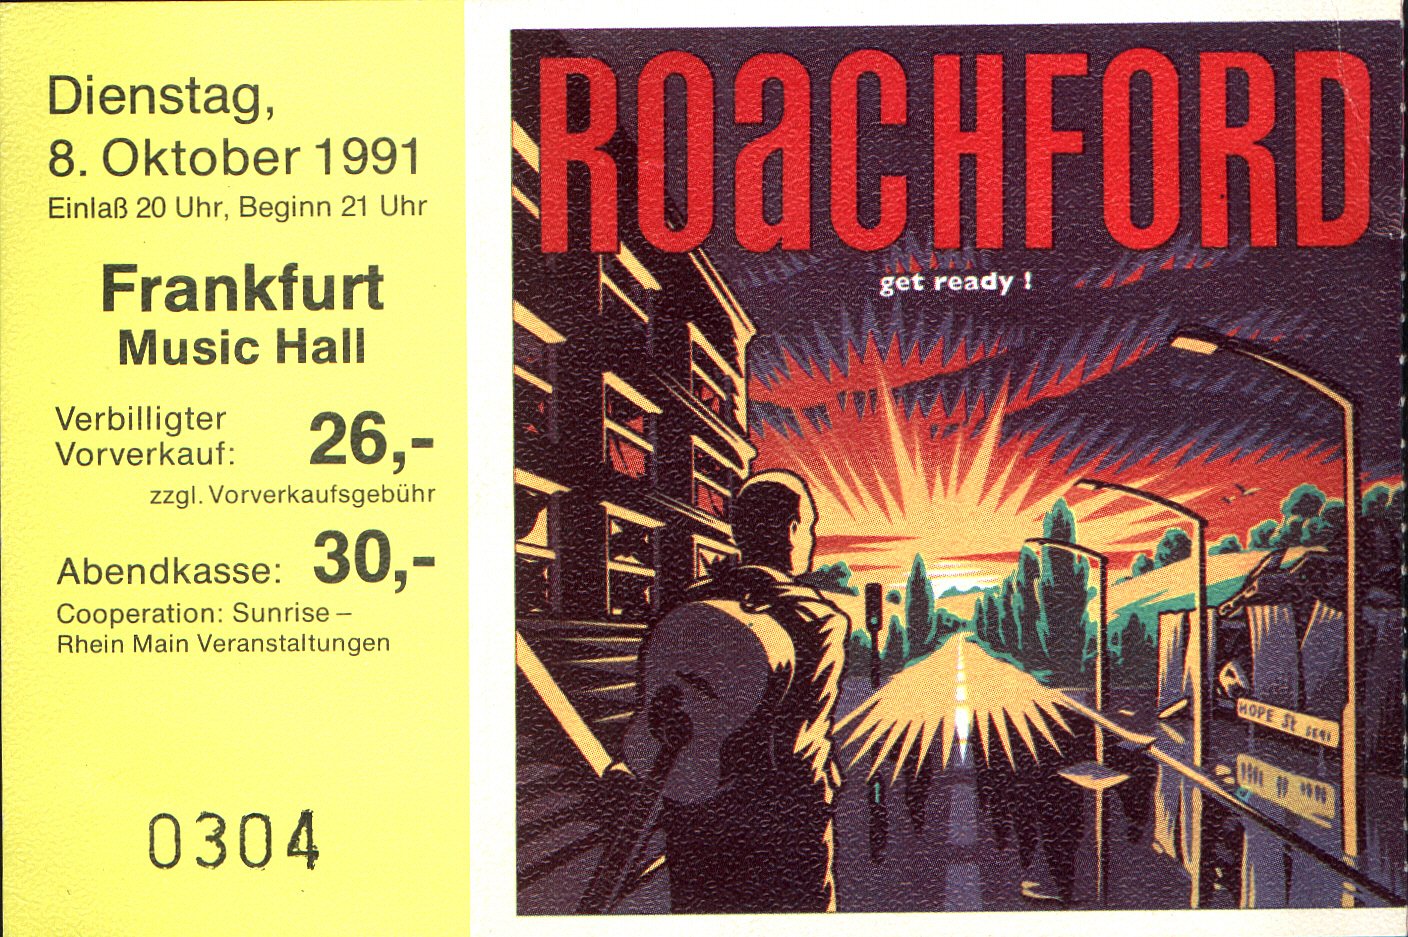 Dienstag,
8. Oktober 1991
Einlaß 20 Uhr, Beginn 21 Uhr
Frankfurt
Music Hall
Verbilligter
Vorverkauf: 26,-
zzgl. Vorverkaufsgebühr
Abendkasse: 30,-
Cooperation: Sunrise –
Rhein Main Veranstaltungen
0304
ROaCHFORD
get ready !
HOPE St